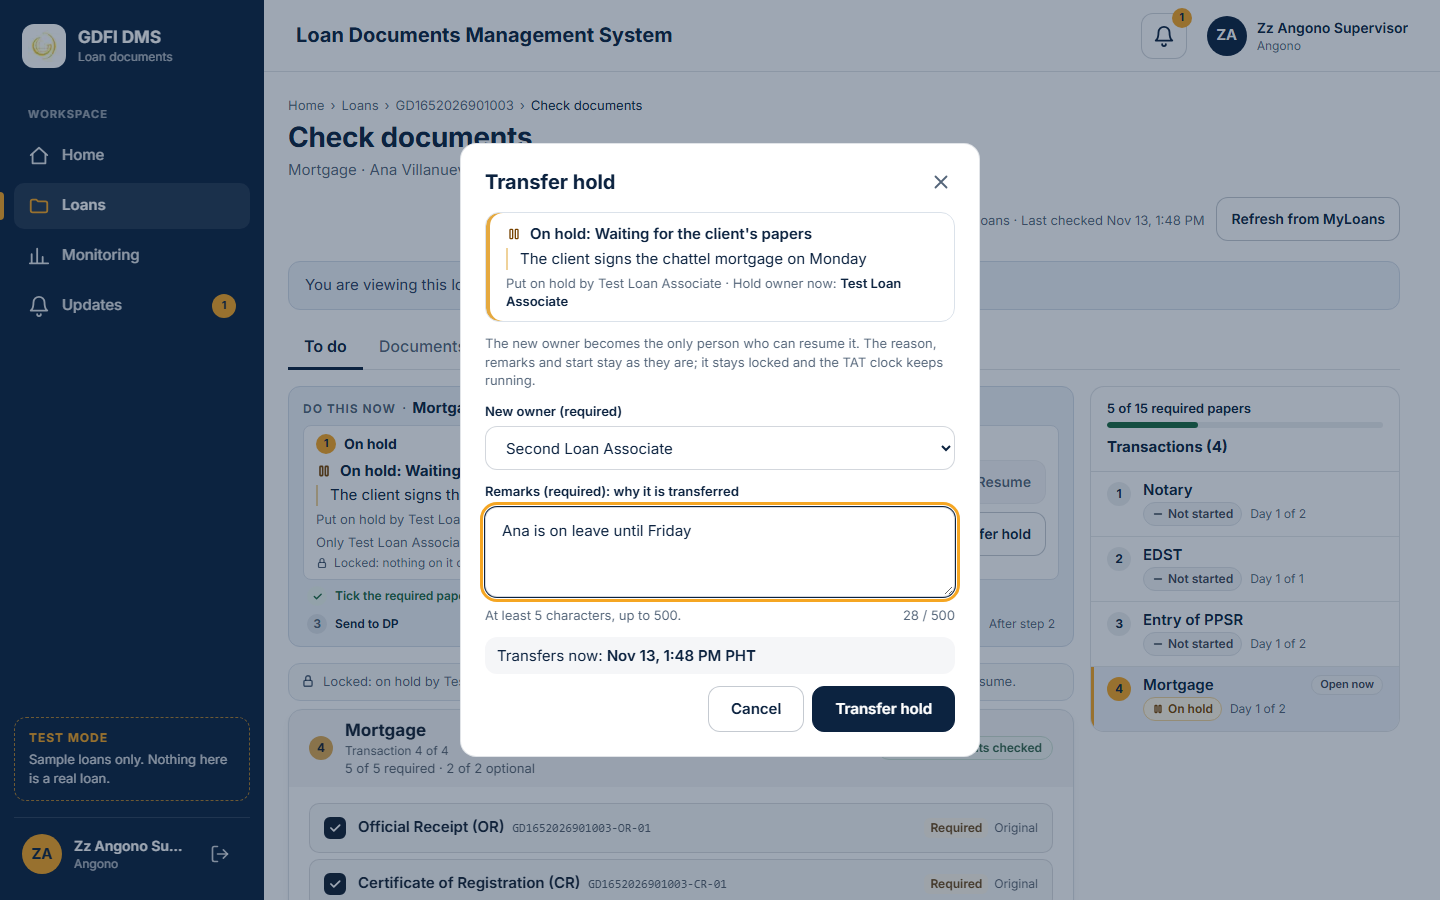 GDFI DMS
Loan documents
WORKSPACE
Home
Loans
Monitoring
Updates
1
TEST MODE
Sample loans only. Nothing here
is a real loan.
ZA
Zz Angono Su...
Angono
Loan Documents Management System
1
ZA
Zz Angono Supervisor
Angono
Home › Loans › GD1652026901003 › Check documents
Check documents
Mortgage · Ana Villanuev
oans · Last checked Nov 13, 1:48 PM
Refresh from MyLoans
You are viewing this lo
To do
Documents
DO THIS NOW · Mortga
1 On hold
On hold: Waiting
The client signs th
Put on hold by Test Loa
Only Test Loan Associa
Locked: nothing on it c
Resume
fer hold
Tick the required pap
3 Send to DP
After step 2
Locked: on hold by Te
sume.
4
Mortgage
Transaction 4 of 4
5 of 5 required · 2 of 2 optional
ts checked
Official Receipt (OR) GD1652026901003-OR-01
Required Original
Certificate of Registration (CR) GD1652026901003-CR-01
Required Original
5 of 15 required papers
Transactions (4)
1 Notary
– Not started Day 1 of 2
2 EDST
– Not started Day 1 of 1
3 Entry of PPSR
– Not started Day 1 of 2
4 Mortgage Open now
On hold Day 1 of 2
Transfer hold
On hold: Waiting for the client's papers
The client signs the chattel mortgage on Monday
Put on hold by Test Loan Associate · Hold owner now: Test Loan
Associate
The new owner becomes the only person who can resume it. The reason,
remarks and start stay as they are; it stays locked and the TAT clock keeps
running.
New owner (required)
Second Loan Associate
Remarks (required): why it is transferred
Ana is on leave until Friday
At least 5 characters, up to 500.
28 / 500
Transfers now: Nov 13, 1:48 PM PHT
Cancel
Transfer hold